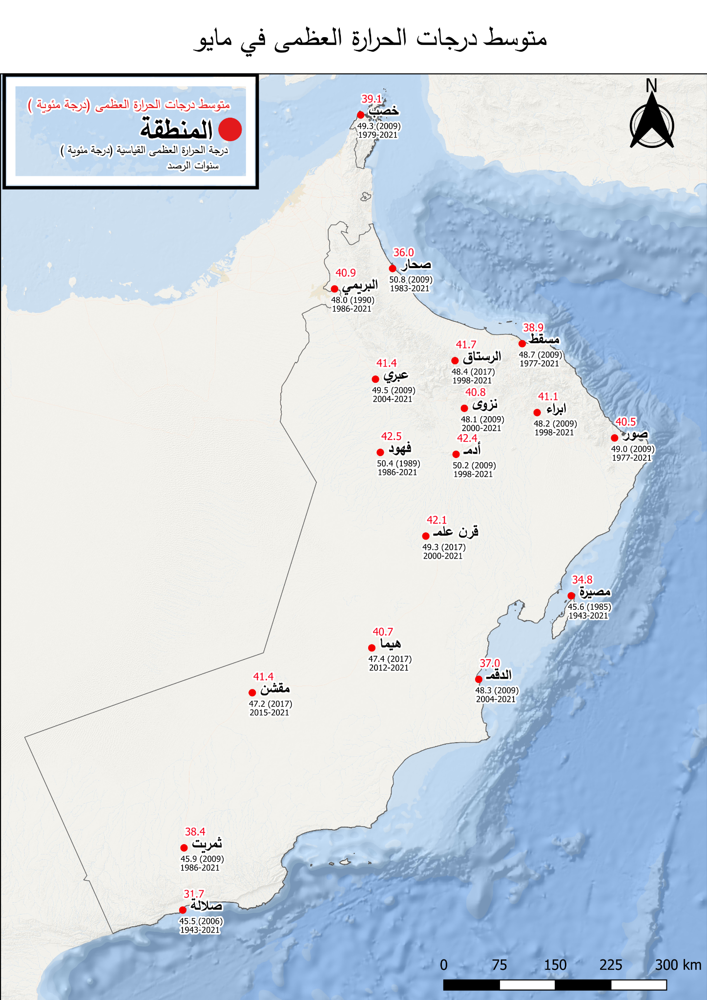 متوسط درجات الحرارة العظمى في مايو
متوسط درجات الحرارة العظمى (درجة مئوية )
المنطقة
درجة الحرارة العظمى القياسية (درجة مئوية )
سنوات الرصد
N
39.1
خصب
49.3 (2009)
1979-2021
36.0
صحار
50.8 (2009)
1983-2021
40.9
البريمي
48.0 (1990)
1986-2021
38.9
مسقط
48.7 (2009)
1977-2021
41.7
الرستاق
48.4 (2017)
1998-2021
41.4
عبري
49.5 (2009)
2004-2021
40.8
نزوى
48.1 (2009)
2000-2021
41.1
ابراء
48.2 (2009)
1998-2021
40.5
صور
49.0 (2009)
1977-2021
42.5
فهود
50.4 (1989)
1986-2021
42.4
أدمـ
50.2 (2009)
1998-2021
42.1
قرن علمـ
49.3 (2017)
2000-2021
34.8
مصيرة
45.6 (1985)
1943-2021
40.7
هيما
47.4 (2017)
2012-2021
37.0
الدقمـ
48.3 (2009)
2004-2021
41.4
مقشن
47.2 (2017)
2015-2021
38.4
ثمريت
45.9 (2009)
1986-2021
31.7
صلالة
45.5 (2006)
1943-2021
0 75 150 225 300 km